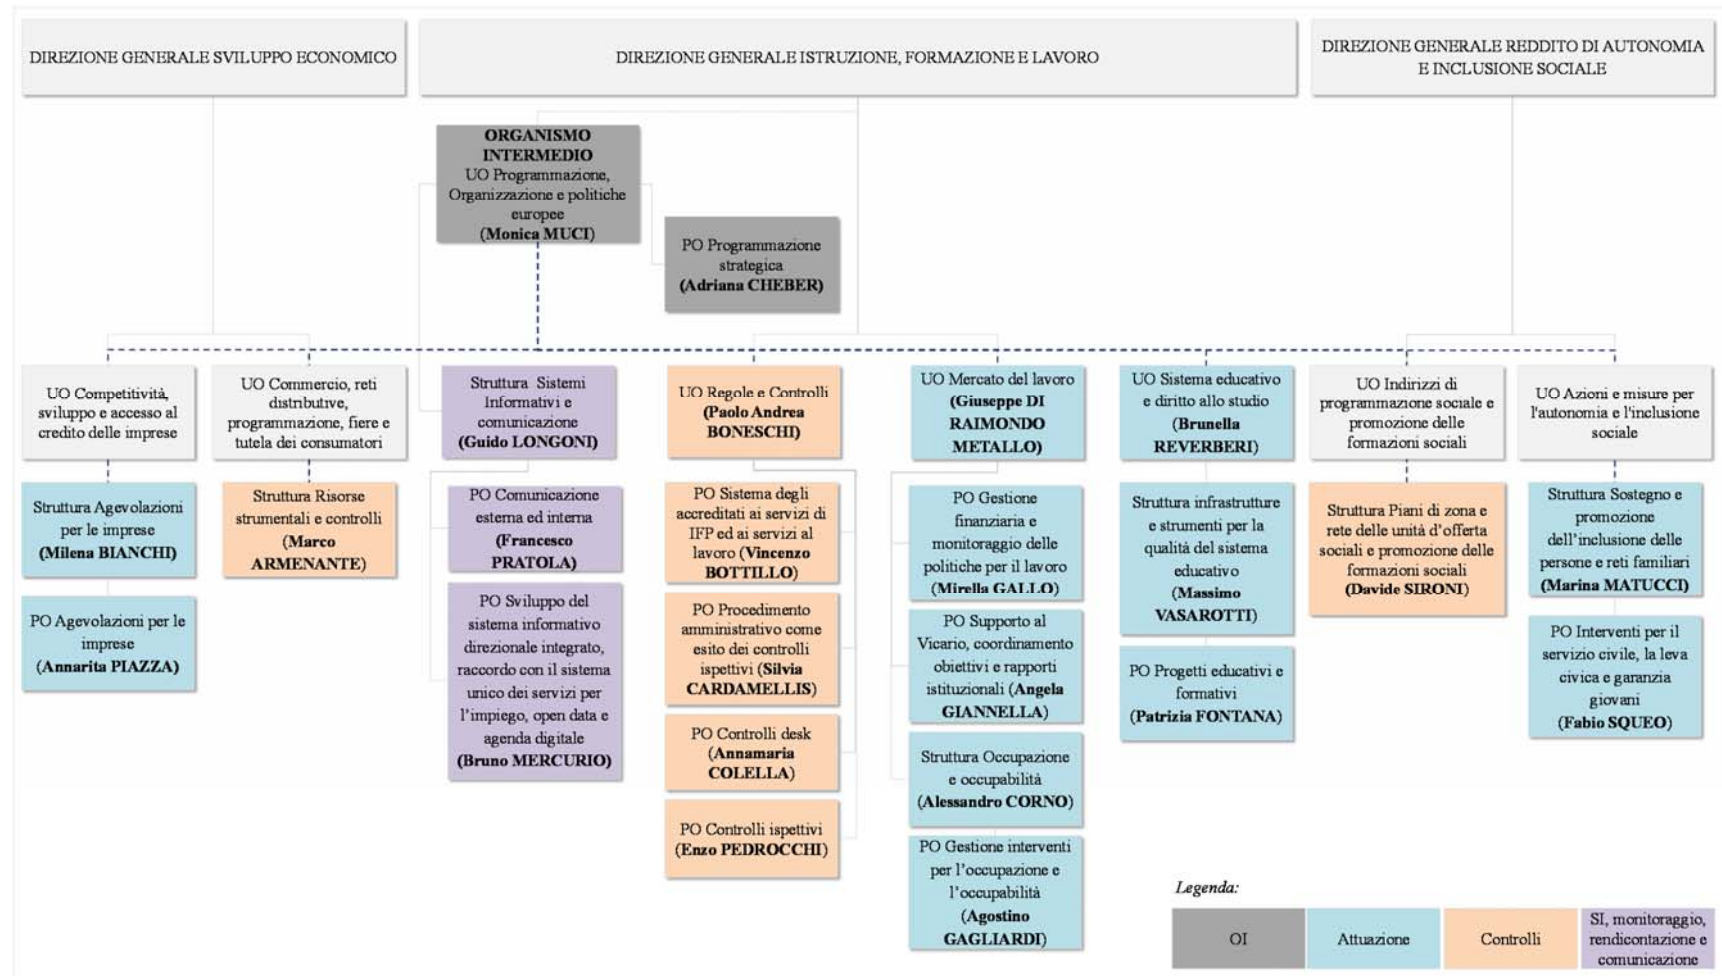 DIREZIONE GENERALE SVILUPPO ECONOMICO
DIREZIONE GENERALE ISTRUZIONE, FORMAZIONE E LAVORO
DIREZIONE GENERALE REDDITO DI AUTONOMIA
E INCLUSIONE SOCIALE
ORGANISMO
INTERMEDIO
UO Programmazione,
Organizzazione e politiche
europee
(Monica MUCI)
PO Programmazione
strategica
(Adriana CHEBER)
UO Competitività,
sviluppo e accesso al
credito delle imprese
UO Commercio, reti
distributive,
programmazione, fiere e
tutela dei consumatori
Struttura Sistemi
Informativi e
comunicazione
(Guido LONGONI)
UO Regole e Controlli
(Paolo Andrea
BONESCHI)
UO Mercato del lavoro
(Giuseppe DI
RAIMONDO
METALLO)
UO Sistema educativo
e diritto allo studio
(Brunella
REVERBERI)
UO Indirizzi di
programmazione sociale e
promozione delle
formazioni sociali
UO Azioni e misure per
l'autonomia e l'inclusione
sociale
Struttura Agevolazioni
per le imprese
(Milena BIANCHI)
Struttura Risorse
strumentali e controlli
(Marco
ARMENANTE)
PO Comunicazione
esterna ed interna
(Francesco
PRATOLA)
PO Sistema degli
accreditati ai servizi di
IFP ed ai servizi al
lavoro (Vincenzo
BOTTILLO)
PO Gestione
finanziaria e
monitoraggio delle
politiche per il lavoro
(Mirella GALLO)
Struttura infrastrutture
e strumenti per la
qualità del sistema
educativo
(Massimo
VASAROTTI)
Struttura Piani di zona e
rete delle unità d'offerta
sociali e promozione delle
formazioni sociali
(Davide SIRONI)
Struttura Sostegno e
promozione
dell'inclusione delle
persone e reti familiari
(Marina MATUCCI)
PO Agevolazioni per le
imprese
(Annarita PIAZZA)
PO Sviluppo del
sistema informativo
direzionale integrato,
raccordo con il sistema
unico dei servizi per
l'impiego, open data e
agenda digitale
(Bruno MERCURIO)
PO Procedimento
amministrativo come
esito dei controlli
ispettivi (Silvia
CARDAMELLIS)
PO Supporto al
Vicario, coordinamento
obiettivi e rapporti
istituzionali (Angela
GIANNELLA)
PO Progetti educativi e
formativi
(Patrizia FONTANA)
PO Interventi per il
servizio civile, la leva
civica e garanzia
giovani
(Fabio SQUEO)
PO Controlli desk
(Annamaria
COLELLA)
Struttura Occupazione
e occupabilità
(Alessandro CORNO)
PO Controlli ispettivi
(Enzo PEDROCCHI)
PO Gestione interventi
per l'occupazione e
l'occupabilità
(Agostino
GAGLIARDI)
Legenda:
OI
Attuazione
Controlli
SI, monitoraggio,
rendicontazione e
comunicazione